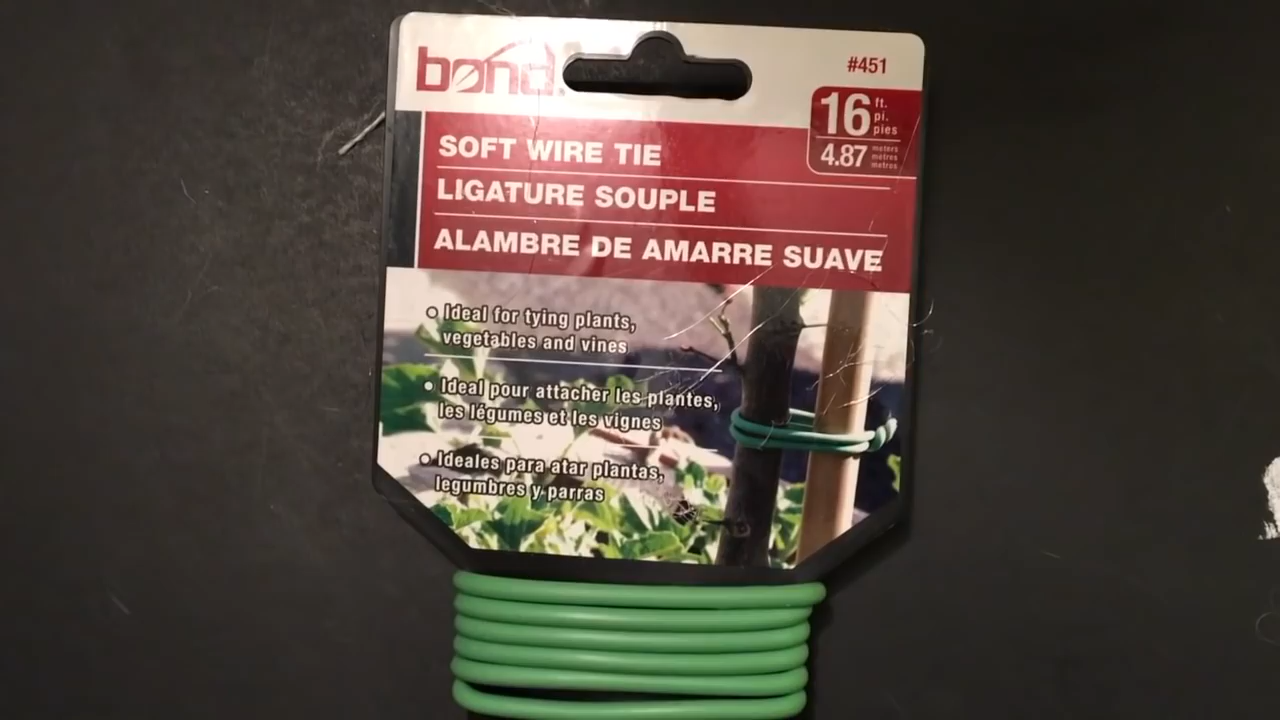 bond.
#451
16 ft.
pi.
pies
4.87 meters
mètres
metros
SOFT WIRE TIE
LIGATURE SOUPLE
ALAMBRE DE AMARRE SUAVE
• Ideal for tying plants,
vegetables and vines
• Ideal pour attacher les plantes,
les légumes et les vignes
• Ideales para atar plantas,
legumbres y parras